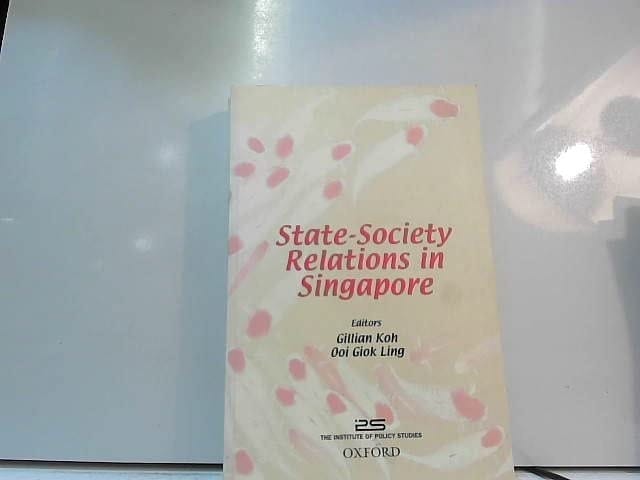 State-Society
Relations in
Singapore
Editors
Gillian Koh
Ooi Giok Ling
iPS
THE INSTITUTE OF POLICY STUDIES
OXFORD